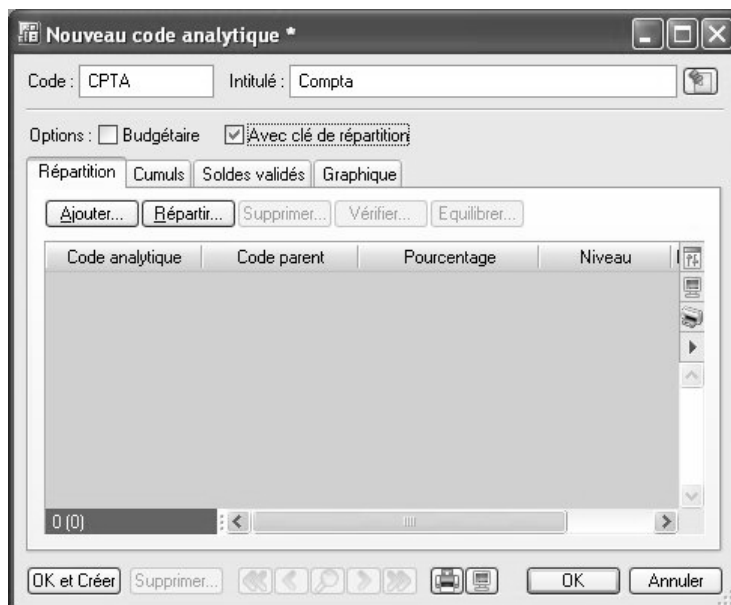 Nouveau code analytique *
Code : CPTA Intitulé : Compta
Options : Budgétaire Avec clé de répartition
Répartition Cumuls Soldes validés Graphique
Ajouter... Répartir... Supprimer... Vérifier... Equilibrer...
Code analytique Code parent Pourcentage Niveau
0 (0)
OK et Créer Supprimer... OK Annuler